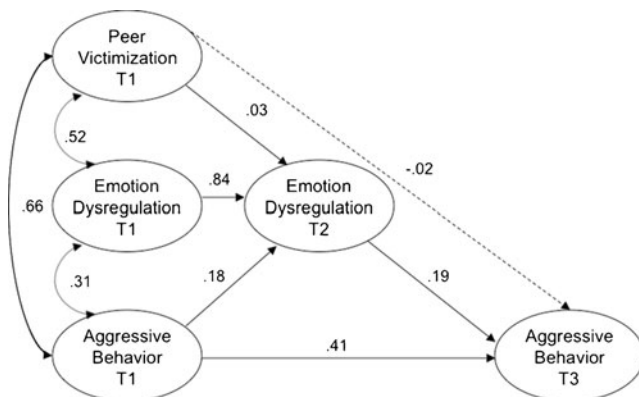 Peer
Victimization
T1
.03
.52
-.02
Emotion
Dysregulation
T1
.84
Emotion
Dysregulation
T2
.66
.31
.18
.19
Aggressive
Behavior
T1
.41
Aggressive
Behavior
T3